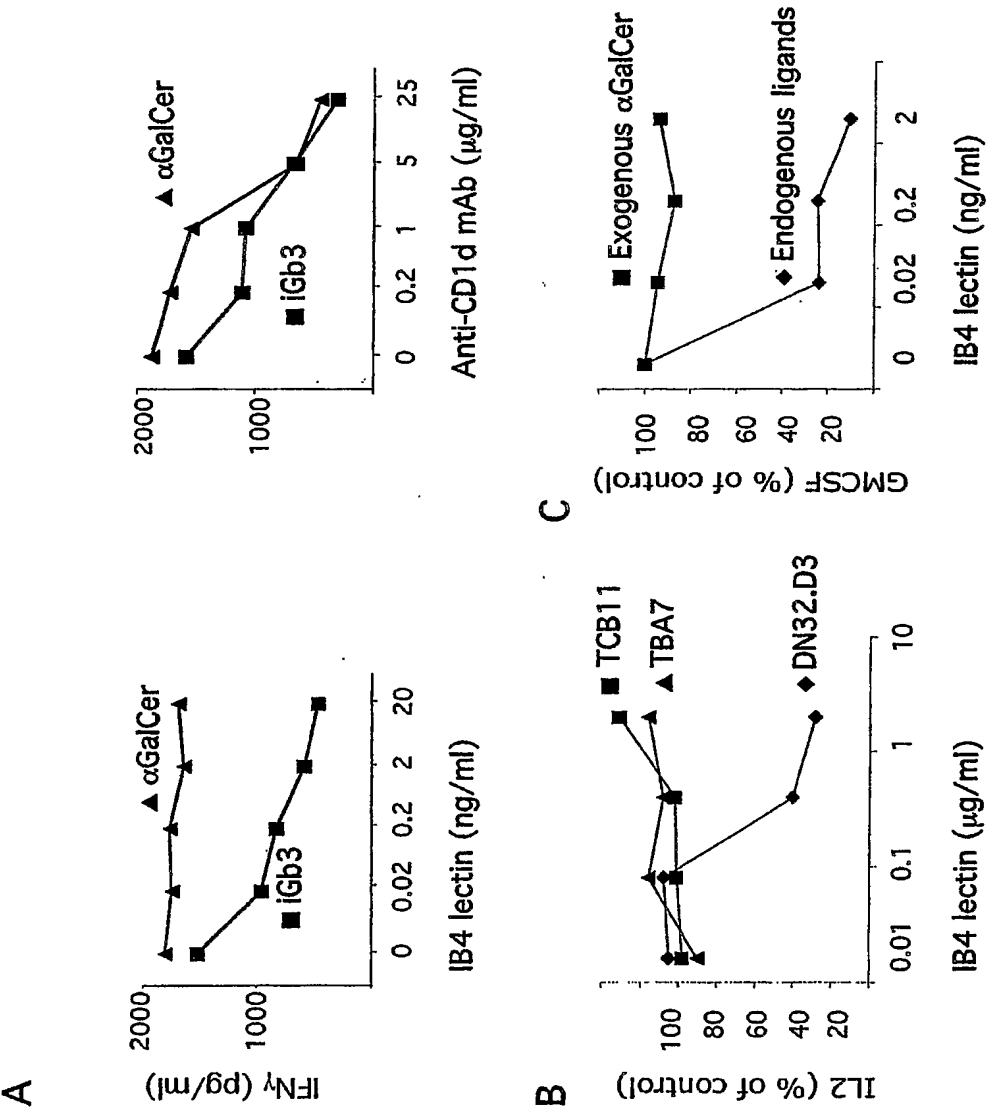 A
IFNγ (pg/ml)
2000
1000
▲ αGalCer
■ iGb3
0 0.02 0.2 2 20
IB4 lectin (ng/ml)
2000
1000
▲ αGalCer
■ iGb3
0 0.2 1 5 25
Anti-CD1d mAb (μg/ml)
B
IL2 (% of control)
100
80
60
40
20
■ TCB11
▲ TBA7
◆ DN32.D3
0.01 0.1 1 10
IB4 lectin (μg/ml)
C
GMCSF (% of control)
100
80
60
40
20
■ Exogenous αGalCer
◆ Endogenous ligands
0 0.02 0.2 2
IB4 lectin (ng/ml)